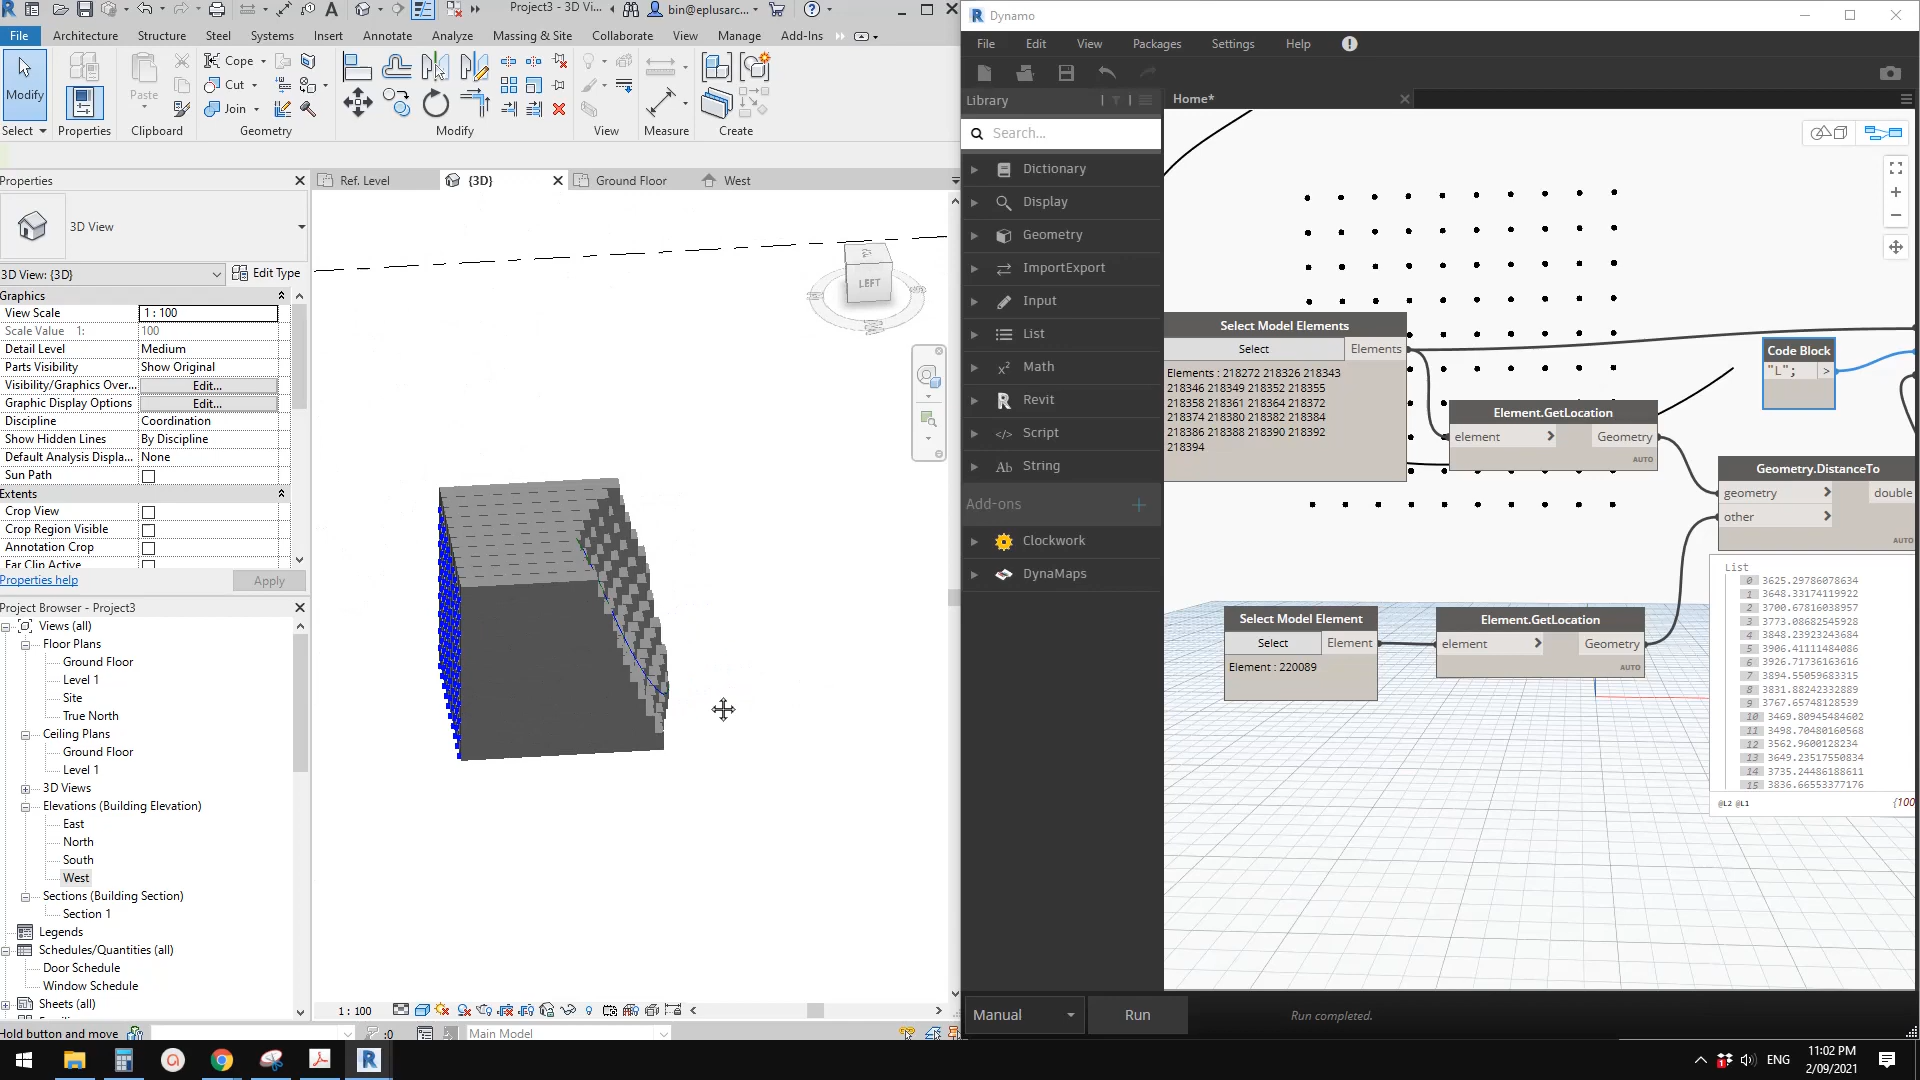 Project3 - 3D Vi...
bin@eplusarc...
File
Architecture
Structure
Steel
Systems
Insert
Annotate
Analyze
Massing & Site
Collaborate
View
Manage
Add-Ins
Modify
Paste
Cope
Cut
Join
Select
Properties
Clipboard
Geometry
Modify
View
Measure
Create
Properties
3D View
3D View: {3D}
Edit Type
Graphics
View Scale
1 : 100
Scale Value 1:
100
Detail Level
Medium
Parts Visibility
Show Original
Visibility/Graphics Over...
Edit...
Graphic Display Options
Edit...
Discipline
Coordination
Show Hidden Lines
By Discipline
Default Analysis Displa...
None
Sun Path
Extents
Crop View
Crop Region Visible
Annotation Crop
Far Clip Active
Properties help
Apply
Project Browser - Project3
Views (all)
Floor Plans
Ground Floor
Level 1
Site
True North
Ceiling Plans
Ground Floor
Level 1
3D Views
Elevations (Building Elevation)
East
North
South
West
Sections (Building Section)
Section 1
Legends
Schedules/Quantities (all)
Door Schedule
Window Schedule
Sheets (all)
Ref. Level
{3D}
Ground Floor
West
LEFT
1 : 100
Hold button and move
:0
Main Model
Dynamo
File
Edit
View
Packages
Settings
Help
Library
Home*
Search...
Dictionary
Display
Geometry
ImportExport
Input
List
Math
Revit
Script
String
Add-ons
Clockwork
DynaMaps
Select Model Elements
Select
Elements
Elements : 218272 218326 218343
218346 218349 218352 218355
218358 218361 218364 218372
218374 218380 218382 218384
218386 218388 218390 218392
218394
Element.GetLocation
element
Geometry
AUTO
Code Block
"L";
>
Geometry.DistanceTo
geometry
double
other
AUTO
Select Model Element
Select
Element
Element : 220089
Element.GetLocation
element
Geometry
AUTO
List
0 3625.29786078634
1 3648.33174119922
2 3700.67816038957
3 3773.08682545928
4 3848.23923243684
5 3906.41111484086
6 3926.71736163616
7 3894.55059683315
8 3831.88242332889
9 3767.65748128539
10 3469.80945484602
11 3498.70480160568
12 3562.9600128234
13 3649.23517550834
14 3735.24486188611
15 3836.66553377176
@L2 @L1
{100
Manual
Run
Run completed.
ENG
11:02 PM
2/09/2021